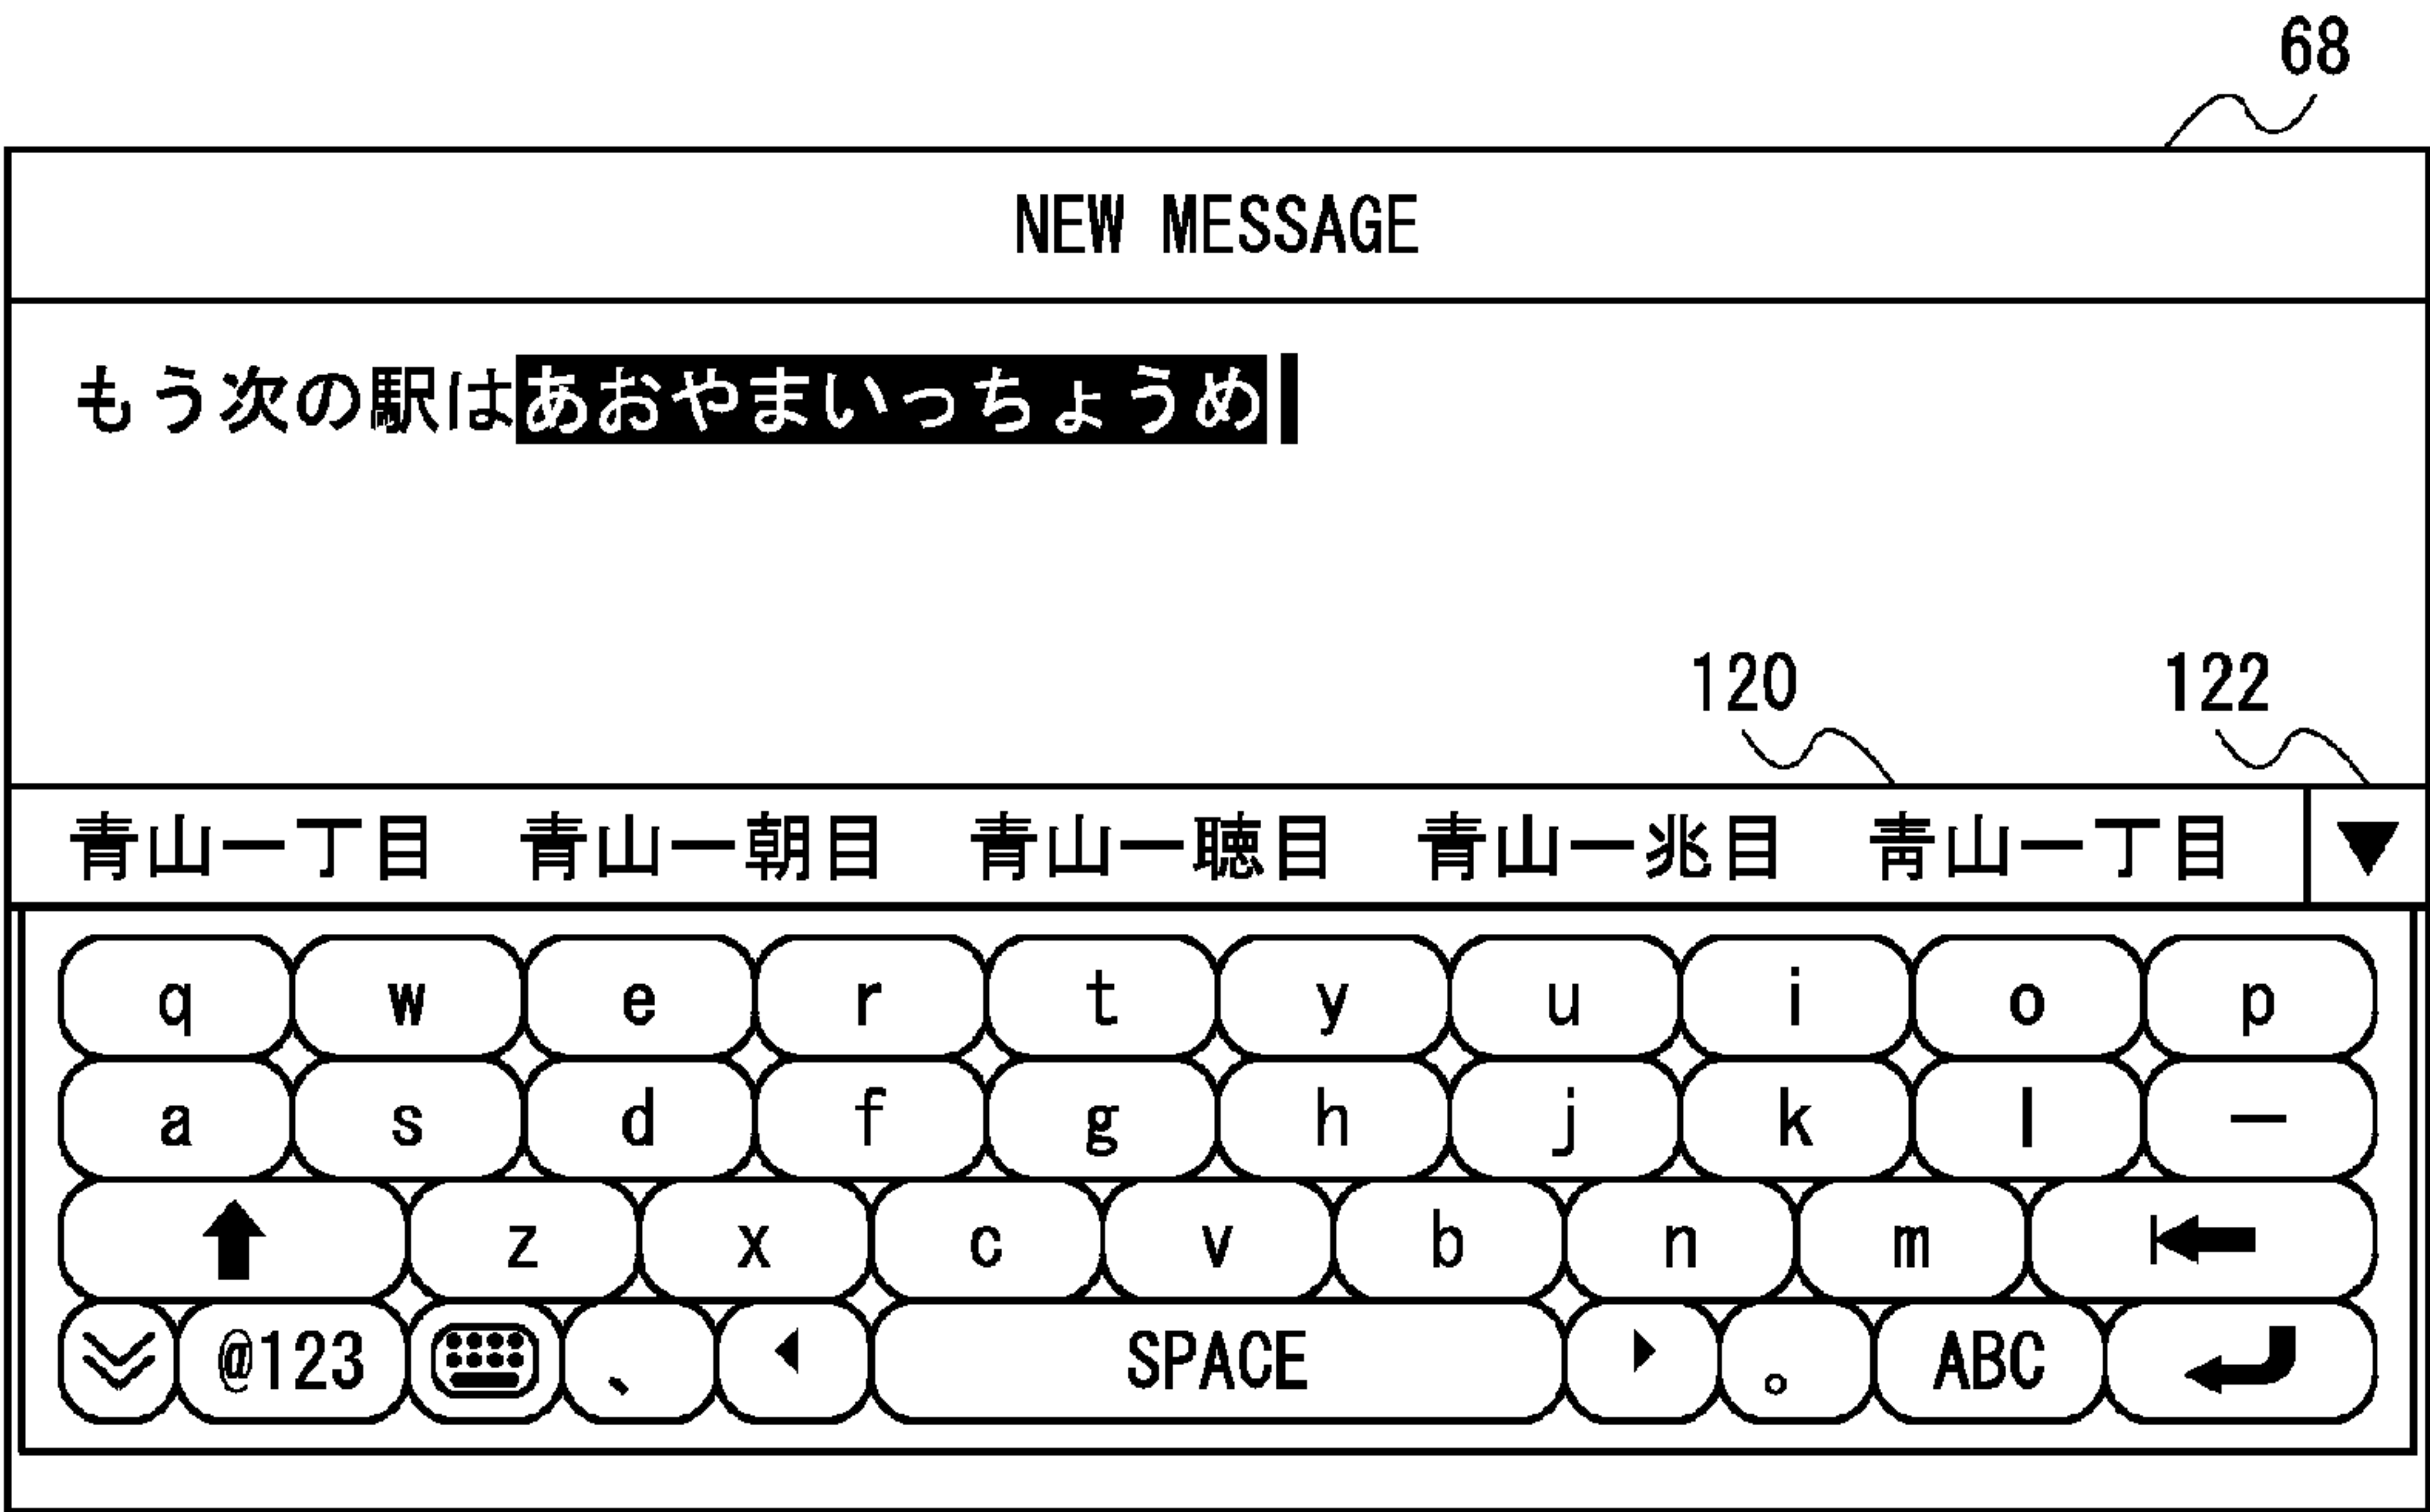 68
NEW MESSAGE
もう次の駅はあおやまいっちょうめ
120 122
青山一丁目 青山一朝目 青山一聴目 青山一兆目 靑山一丁目 ▼
q w e r t y u i o p
a s d f g h j k l ー
z x c v b n m
@123 、 SPACE 。 ABC